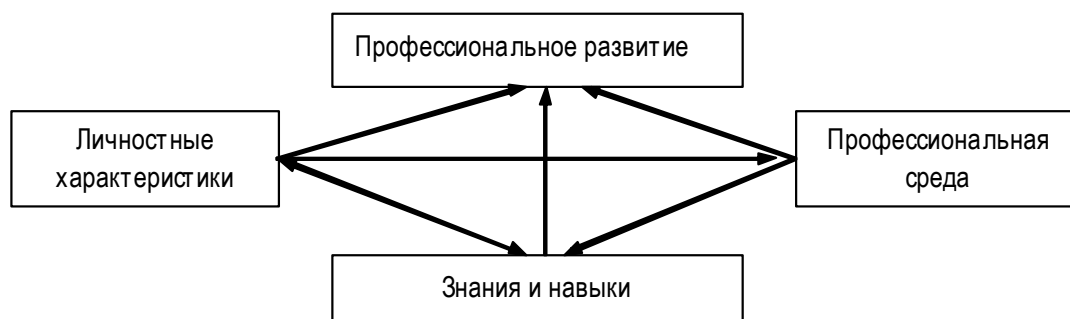 Профессиональное развитие
Личностные
характеристики
Профессиональная
среда
Знания и навыки